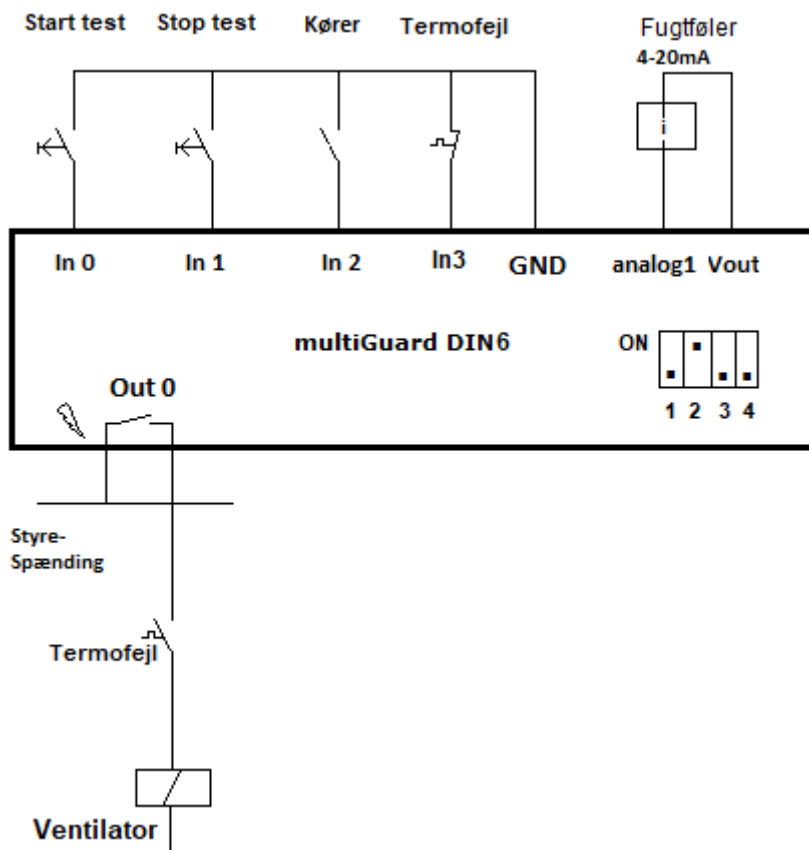 Start test
Stop test
Kører
Termofejl
Fugtføler
4-20mA
i
In 0
In 1
In 2
In3
GND
analog1
Vout
multiGuard DIN6
ON
1 2 3 4
Out 0
Styre-
Spænding
Termofejl
Ventilator